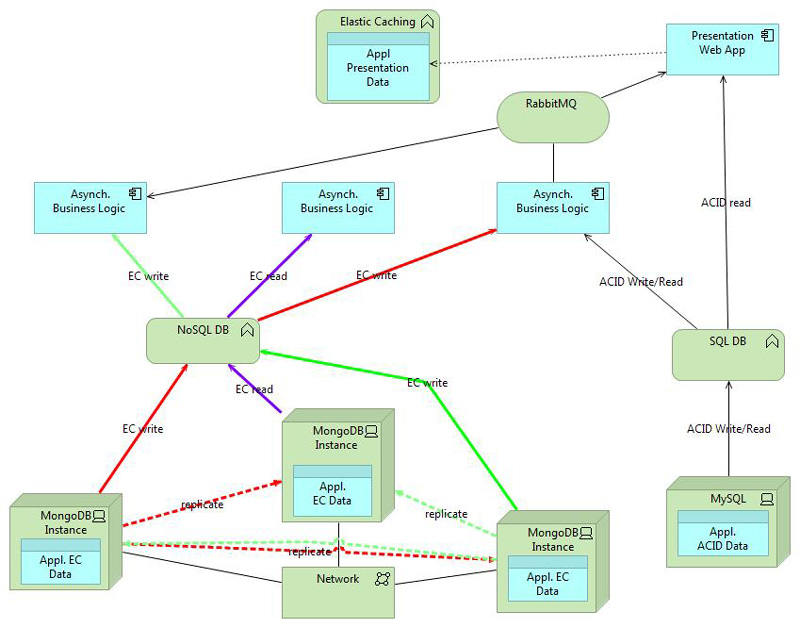 Elastic Caching
Appl
Presentation
Data
Presentation
Web App
RabbitMQ
Asynch.
Business Logic
Asynch.
Business Logic
Asynch.
Business Logic
ACID read
EC write
EC read
EC write
ACID Write/Read
NoSQL DB
SQL DB
EC read
EC write
EC write
ACID Write/Read
MongoDB
Instance
Appl.
EC Data
MySQL
Appl.
ACID Data
replicate
replicate
MongoDB
Instance
Appl. EC
Data
MongoDB
Instance
Appl. EC
Data
replicate
Network